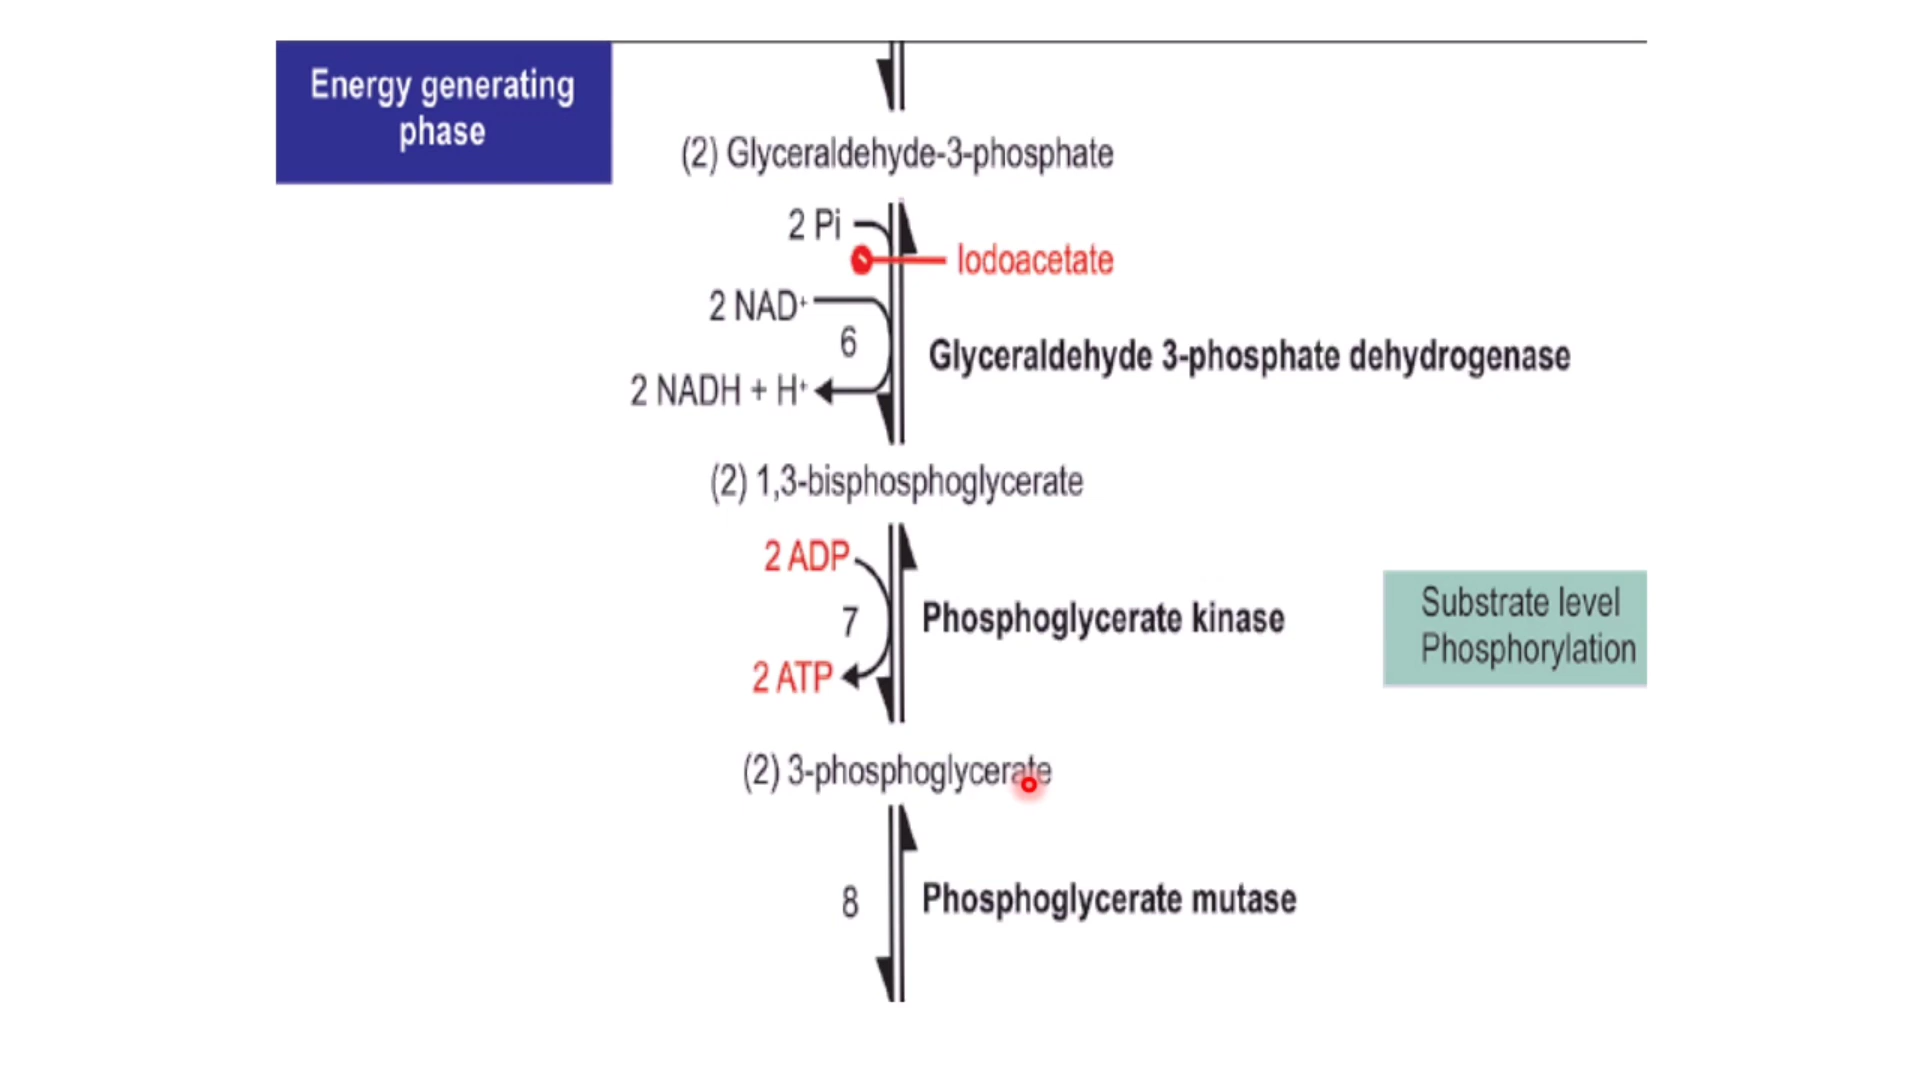 Energy generating
phase
(2) Glyceraldehyde-3-phosphate
2 Pi
Iodoacetate
2 NAD⁺
6
Glyceraldehyde 3-phosphate dehydrogenase
2 NADH + H⁺
(2) 1,3-bisphosphoglycerate
2 ADP
7
Phosphoglycerate kinase
Substrate level
Phosphorylation
2 ATP
(2) 3-phosphoglycerate
8
Phosphoglycerate mutase